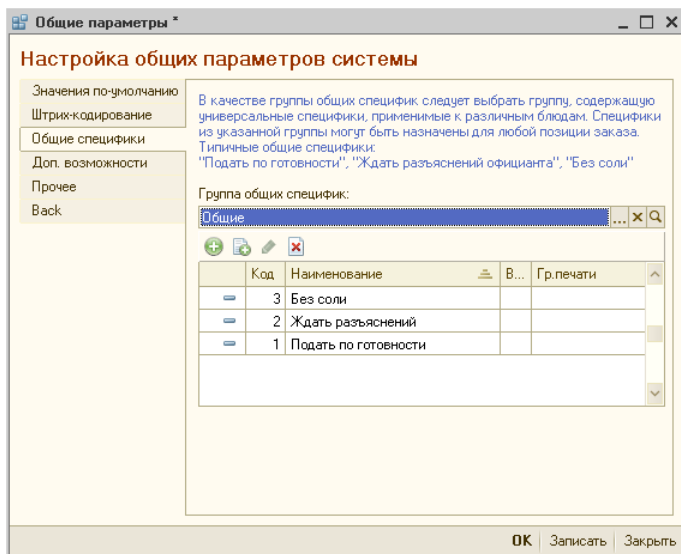 Общие параметры *
Настройка общих параметров системы
Значения по-умолчанию
Штрих-кодирование
Общие специфики
Доп. возможности
Прочее
Back
В качестве группы общих специфик следует выбрать группу, содержащую
универсальные специфики, применимые к различным блюдам. Специфики
из указанной группы могут быть назначены для любой позиции заказа.
Типичные общие специфики:
"Подать по готовности", "Ждать разъяснений официанта", "Без соли"
Группа общих специфик:
Общие
Код Наименование В... Гр.печати
3 Без соли
2 Ждать разъяснений
1 Подать по готовности
OK Записать Закрыть